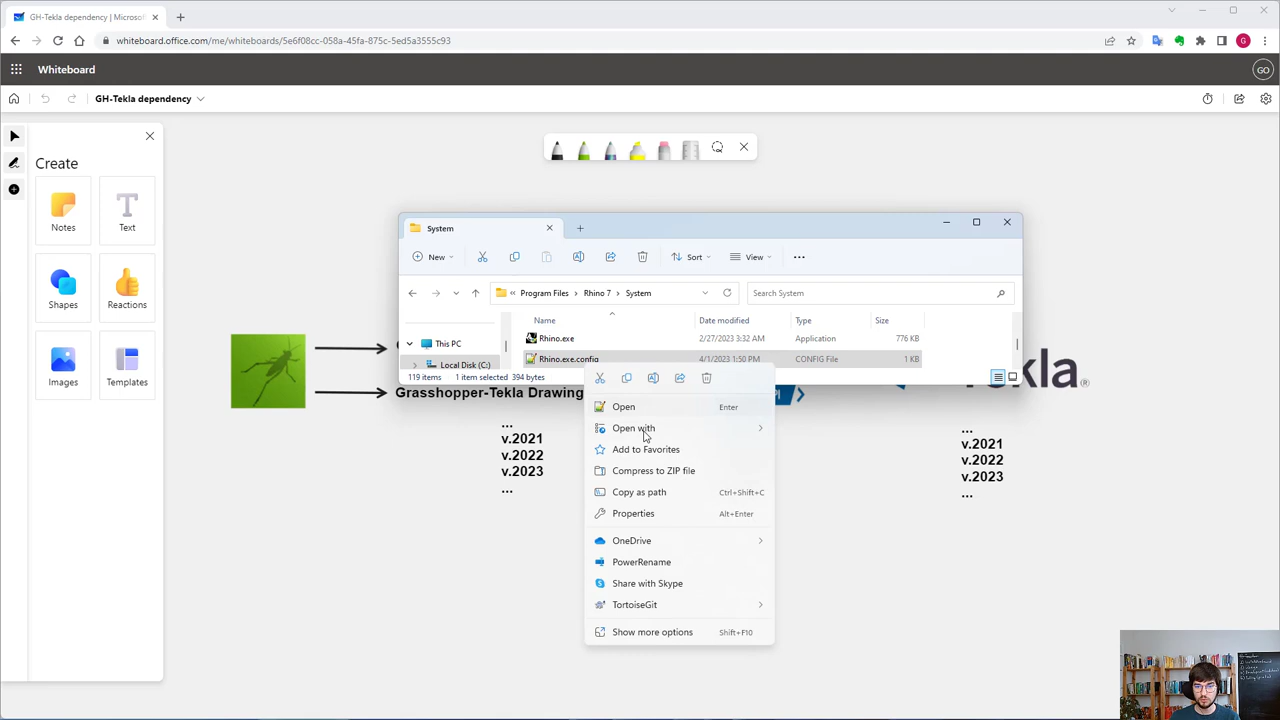 GH-Tekla dependency | Microsof
whiteboard.office.com/me/whiteboards/5e6f08cc-058a-45fa-875c-5ed5a3555c93
G
Whiteboard
GO
GH-Tekla dependency
Create
Notes
Text
Shapes
Reactions
Images
Templates
System
New
Sort
View
Program Files
Rhino 7
System
Search System
Name
Date modified
Type
Size
This PC
Rhino.exe
2/27/2023 3:32 AM
Application
776 KB
Local Disk (C:)
Rhino.exe.config
4/1/2023 1:50 PM
CONFIG File
1 KB
119 items
1 item selected 394 bytes
Grasshopper-Tekla Drawing
...
v.2021
v.2022
v.2023
...
Open
Enter
Open with
Add to Favorites
Compress to ZIP file
Copy as path
Ctrl+Shift+C
Properties
Alt+Enter
OneDrive
PowerRename
Share with Skype
TortoiseGit
Show more options
Shift+F10
Tekla®
...
v.2021
v.2022
v.2023
...